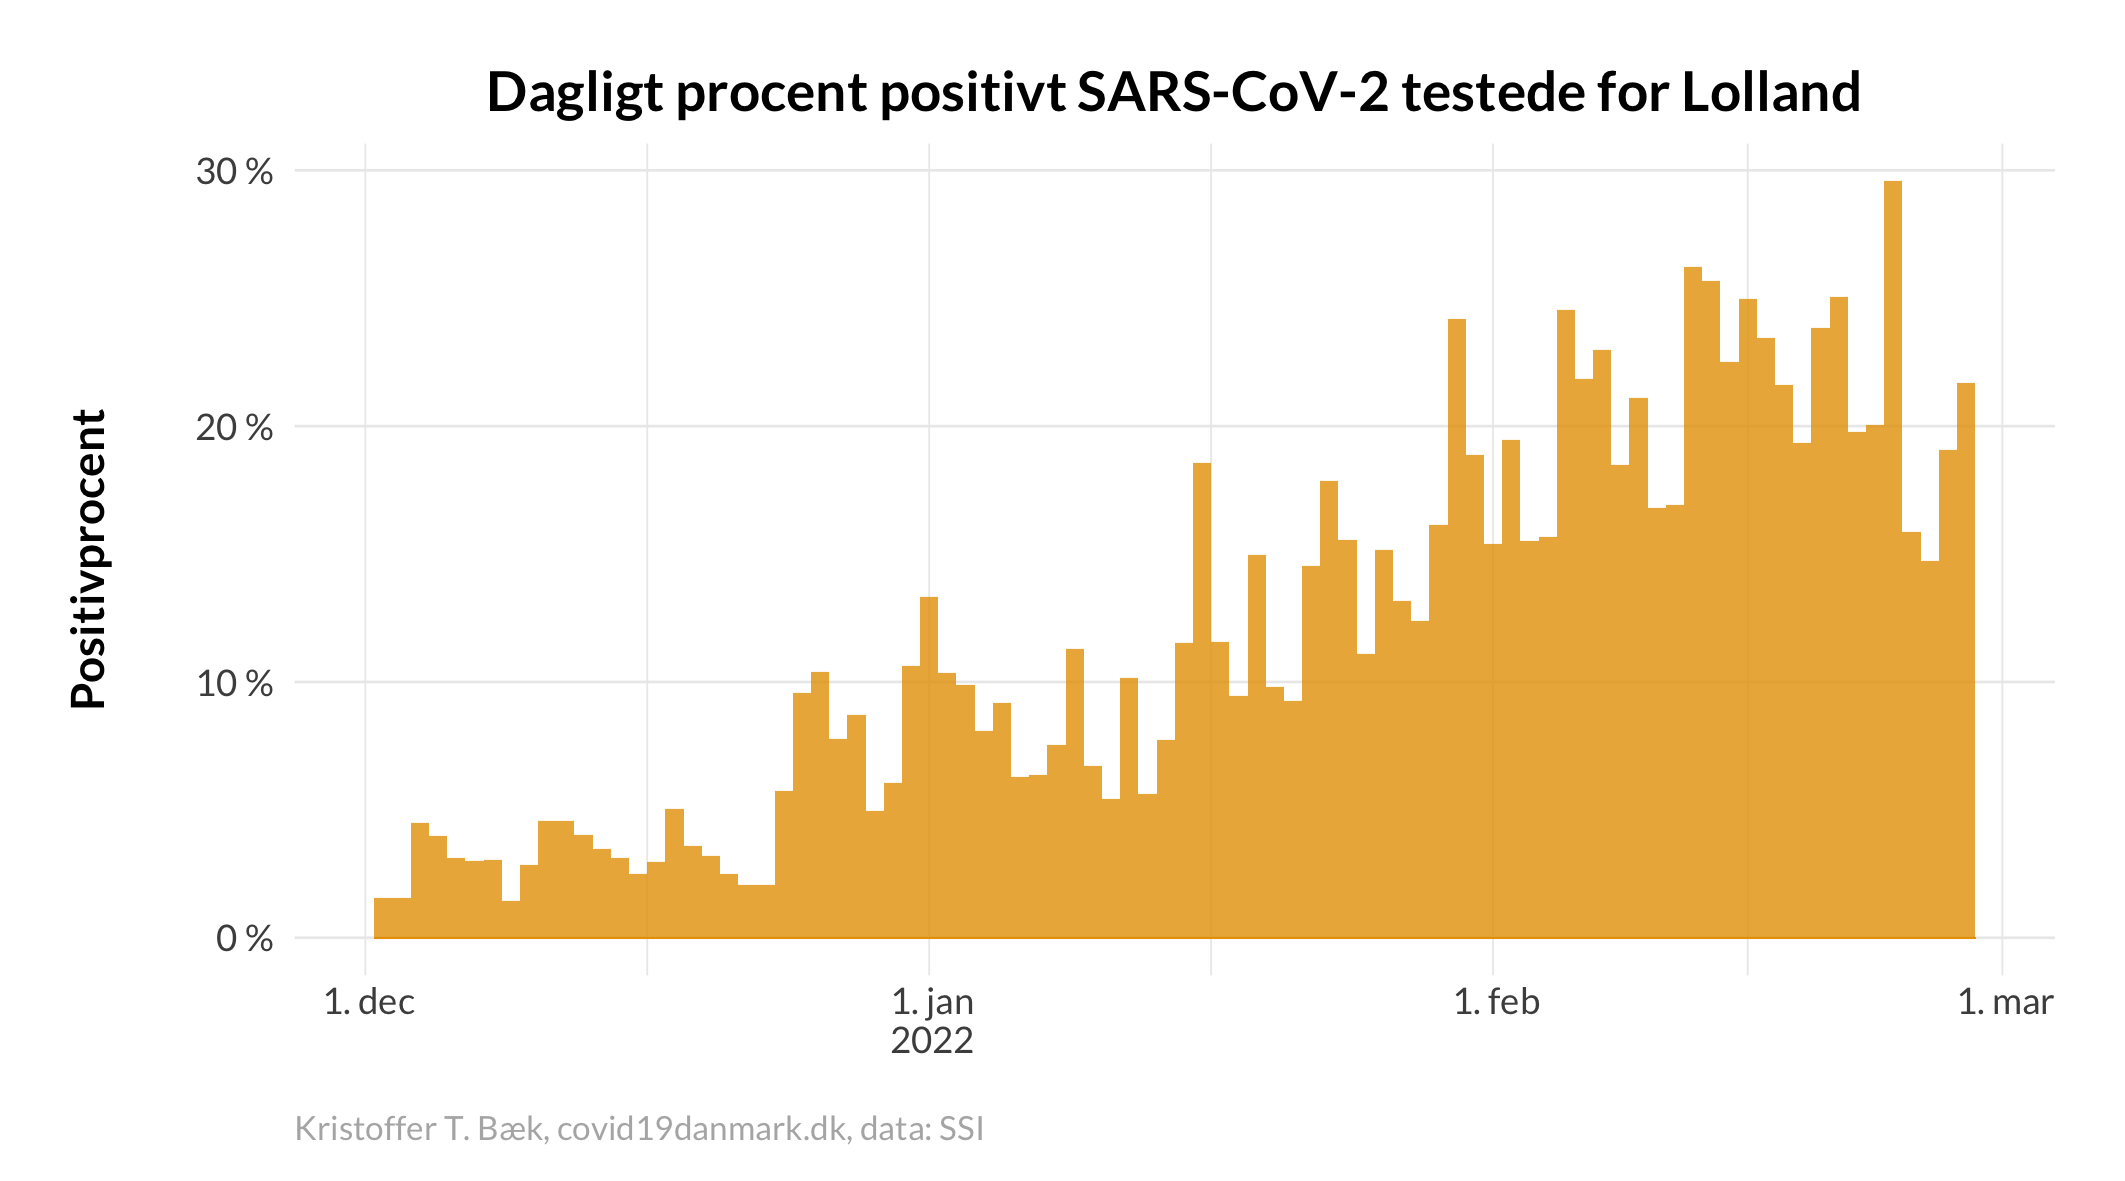 Dagligt procent positivt SARS-CoV-2 testede for Lolland
Positivprocent
30 %
20 %
10 %
0 %
1. dec
1. jan
2022
1. feb
1. mar
Kristoffer T. Bæk, covid19danmark.dk, data: SSI